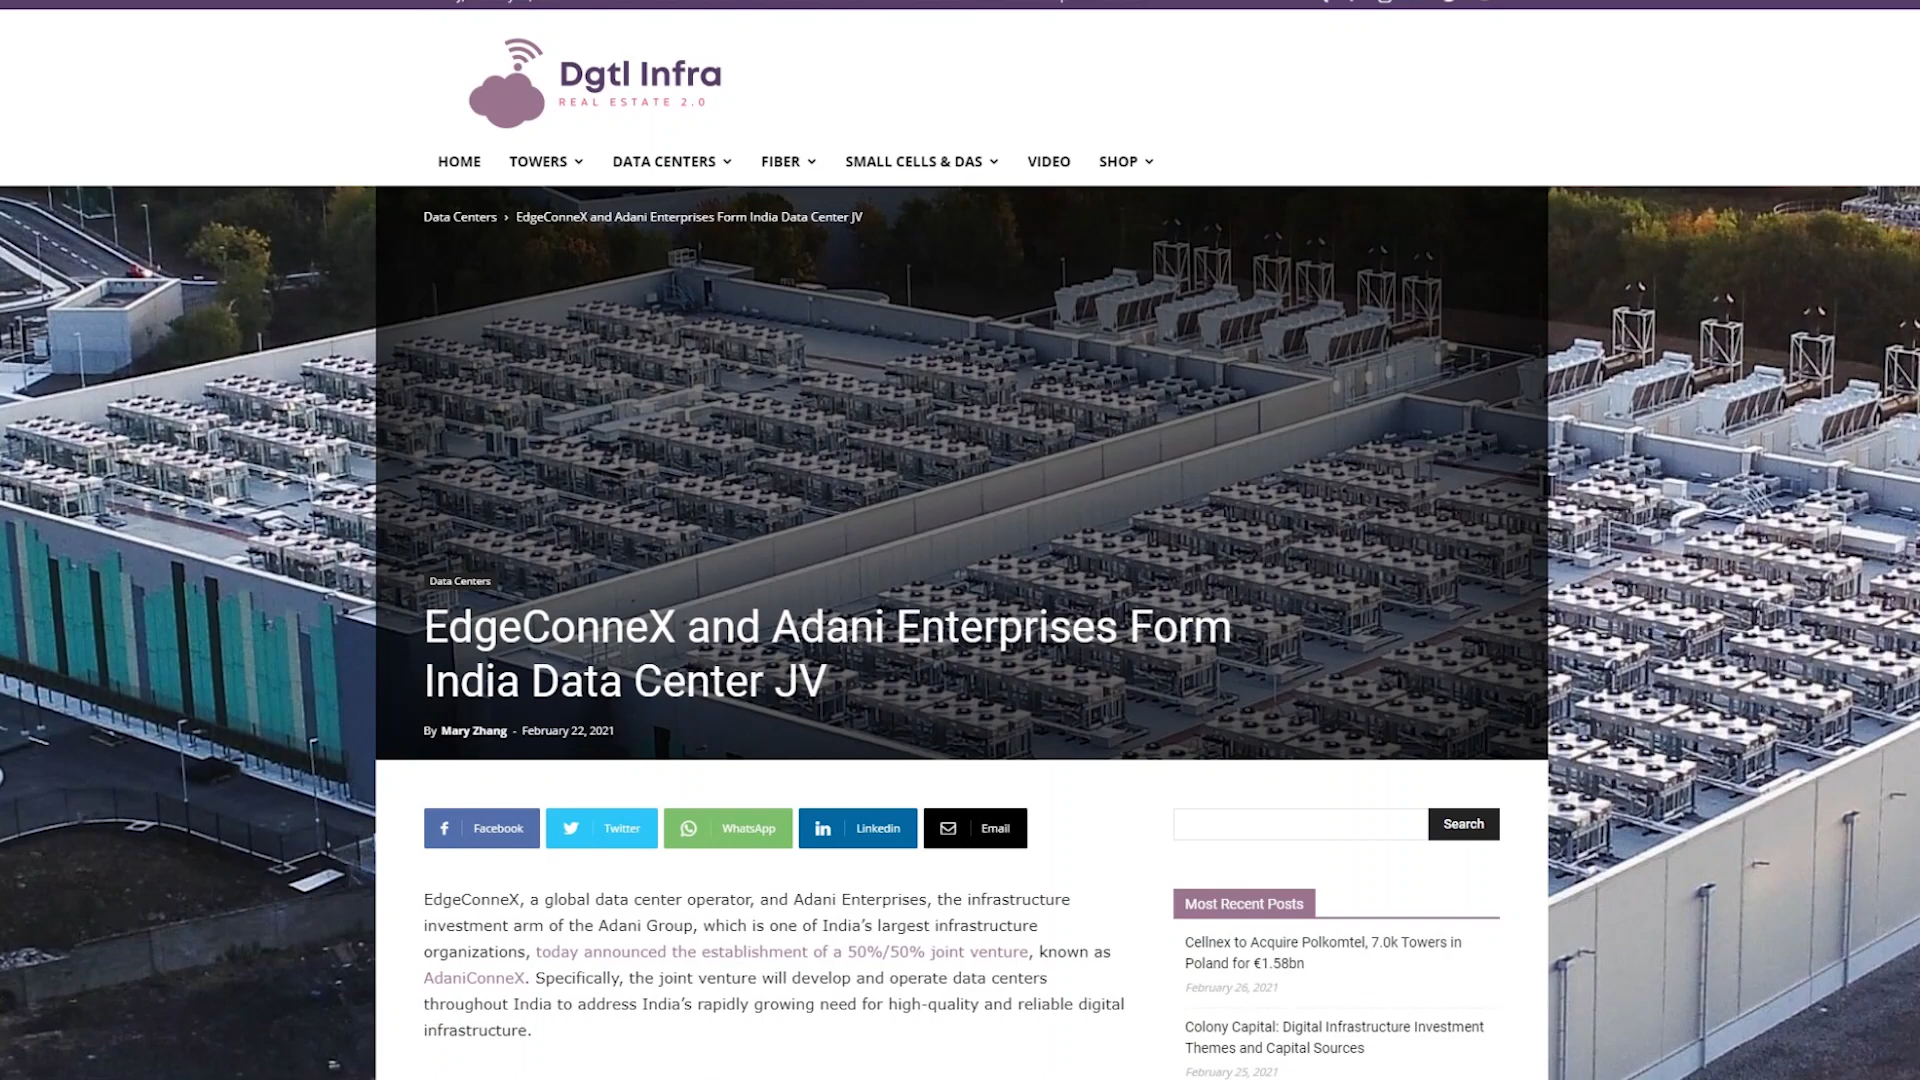 Dgtl Infra
REAL ESTATE 2.0
HOME TOWERS DATA CENTERS FIBER SMALL CELLS & DAS VIDEO SHOP
Data Centers › EdgeConneX and Adani Enterprises Form India Data Center JV
Data Centers
EdgeConneX and Adani Enterprises Form
India Data Center JV
By Mary Zhang - February 22, 2021
Facebook Twitter WhatsApp Linkedin Email
Search
EdgeConneX, a global data center operator, and Adani Enterprises, the infrastructure
investment arm of the Adani Group, which is one of India’s largest infrastructure
organizations, today announced the establishment of a 50%/50% joint venture, known as
AdaniConneX. Specifically, the joint venture will develop and operate data centers
throughout India to address India’s rapidly growing need for high-quality and reliable digital
infrastructure.
Most Recent Posts
Cellnex to Acquire Polkomtel, 7.0k Towers in
Poland for €1.58bn
February 26, 2021
Colony Capital: Digital Infrastructure Investment
Themes and Capital Sources
February 25, 2021